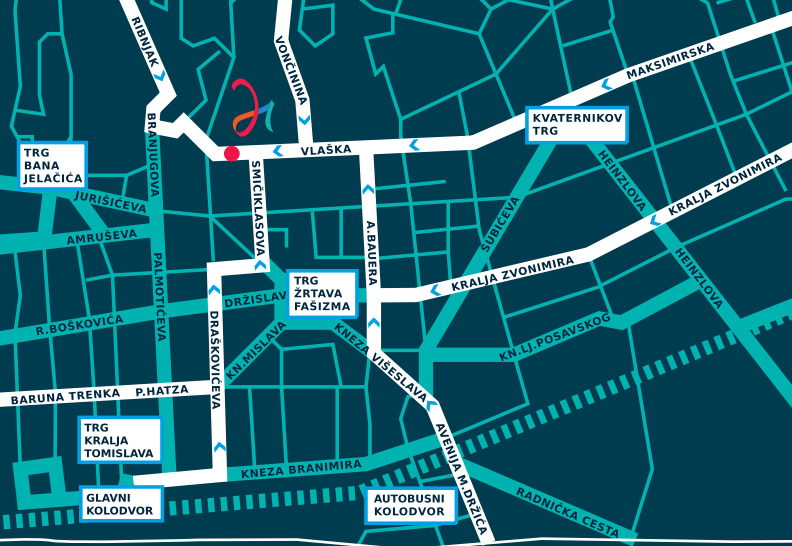 RIBNJAK
VONČININA
MAKSIMIRSKA
BRANJUGOVA
VLAŠKA
KVATERNIKOV
TRG
TRG
BANA
JELAČIĆA
JURIŠIĆEVA
AMRUŠEVA
SMIČIKLASOVA
A.BAUERA
ŠUBIĆEVA
HEINZLOVA
KRALJA ZVONIMIRA
PALMOTIĆEVA
KRALJA ZVONIMIRA
HEINZLOVA
TRG
ŽRTAVA
FAŠIZMA
DRŽISLAV
R.BOŠKOVIĆA
DRAŠKOVIĆEVA
KN.MISLAVA
KNEZA VIŠESLAVA
KN.LJ.POSAVSKOG
BARUNA TRENKA P.HATZA
TRG
KRALJA
TOMISLAVA
KNEZA BRANIMIRA
AVENIJA M.DRŽIĆA
GLAVNI
KOLODVOR
AUTOBUSNI
KOLODVOR
RADNIČKA CESTA